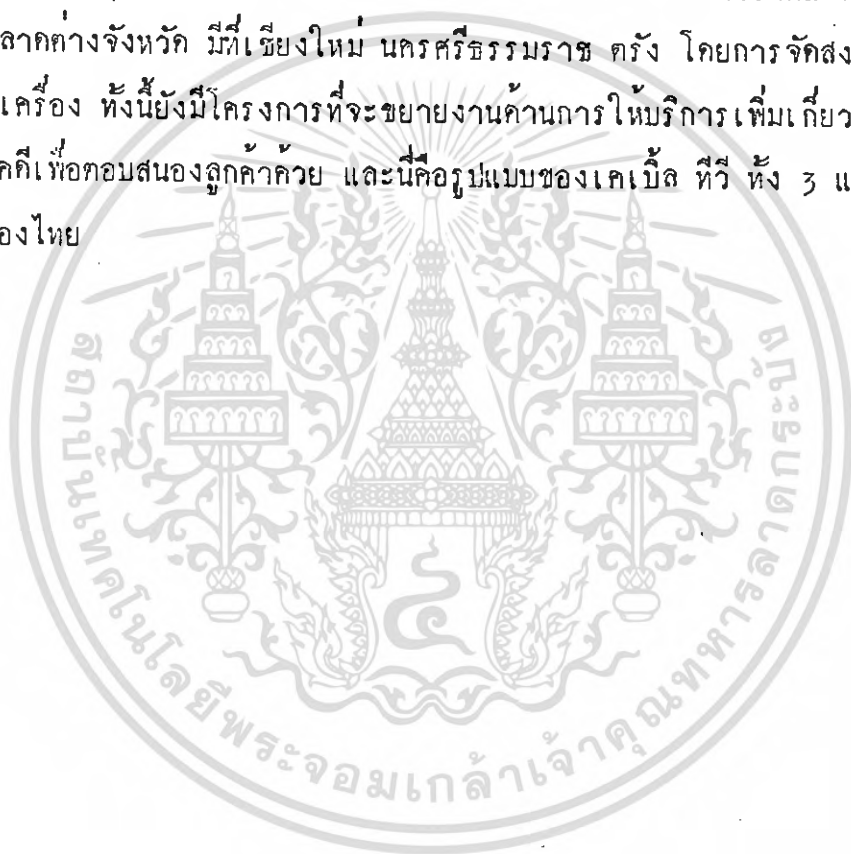 ลาดต่างจังหวัด มีที่เชียงใหม่ นครศรีธรรมราช ตรัง โดยการจัดส่ง
เครื่อง ทั้งนี้ยังมีโครงการที่จะขยายงานด้านการให้บริการเพิ่มเกี่ยว
คดีเพื่อตอบสนองลูกค้าด้วย และนี่คือรูปแบบของเคเบิ้ล ทีวี ทั้ง 3 แ
องไทย
สถาบันเทคโนโลยีพระจอมเกล้าเจ้าคุณทหารลาดกระบัง